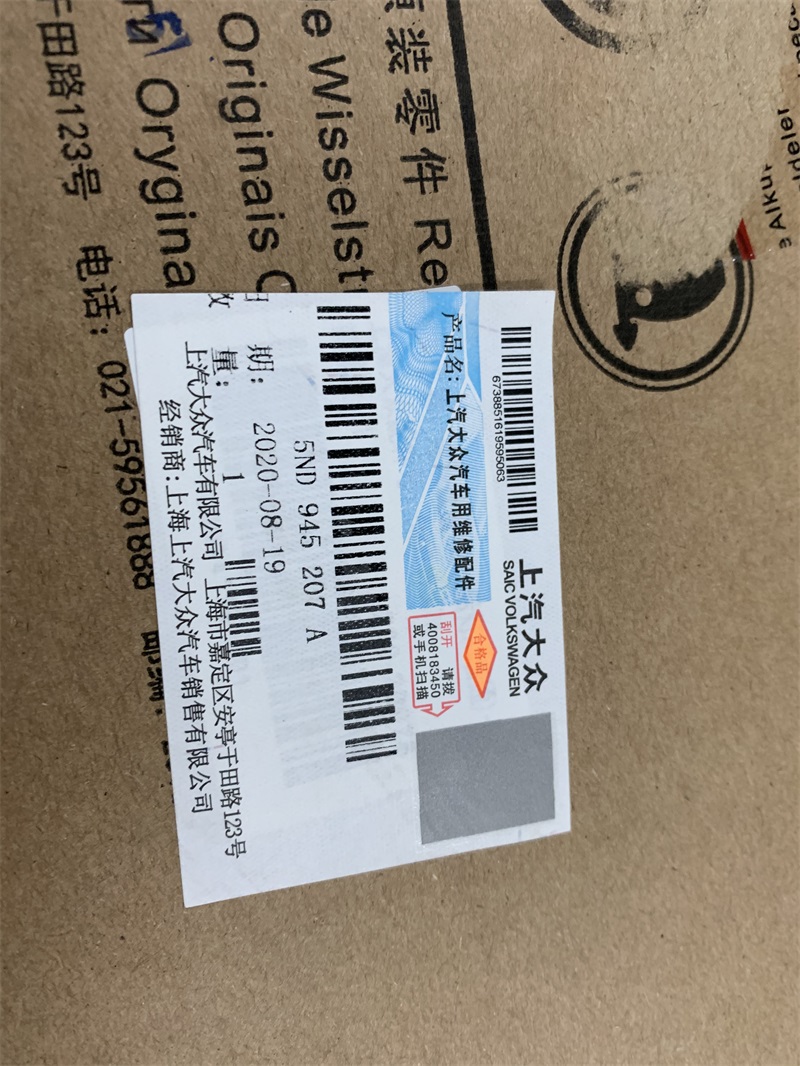 原装零件 Re
Wisselst
Originais
Orygina
于田路123号 电话：021-59561888 邮编:
6738851619595063
上汽大众
SAIC VOLKSWAGEN
产品名: 上汽大众汽车用维修配件
合格品
刮开 请拨
4008183450
或手机扫描
5ND 945 207 A
日 期: 2020-08-19
量: 1
上汽大众汽车有限公司 上海市嘉定区安亭于田路123号
经销商:上海上汽大众汽车销售有限公司